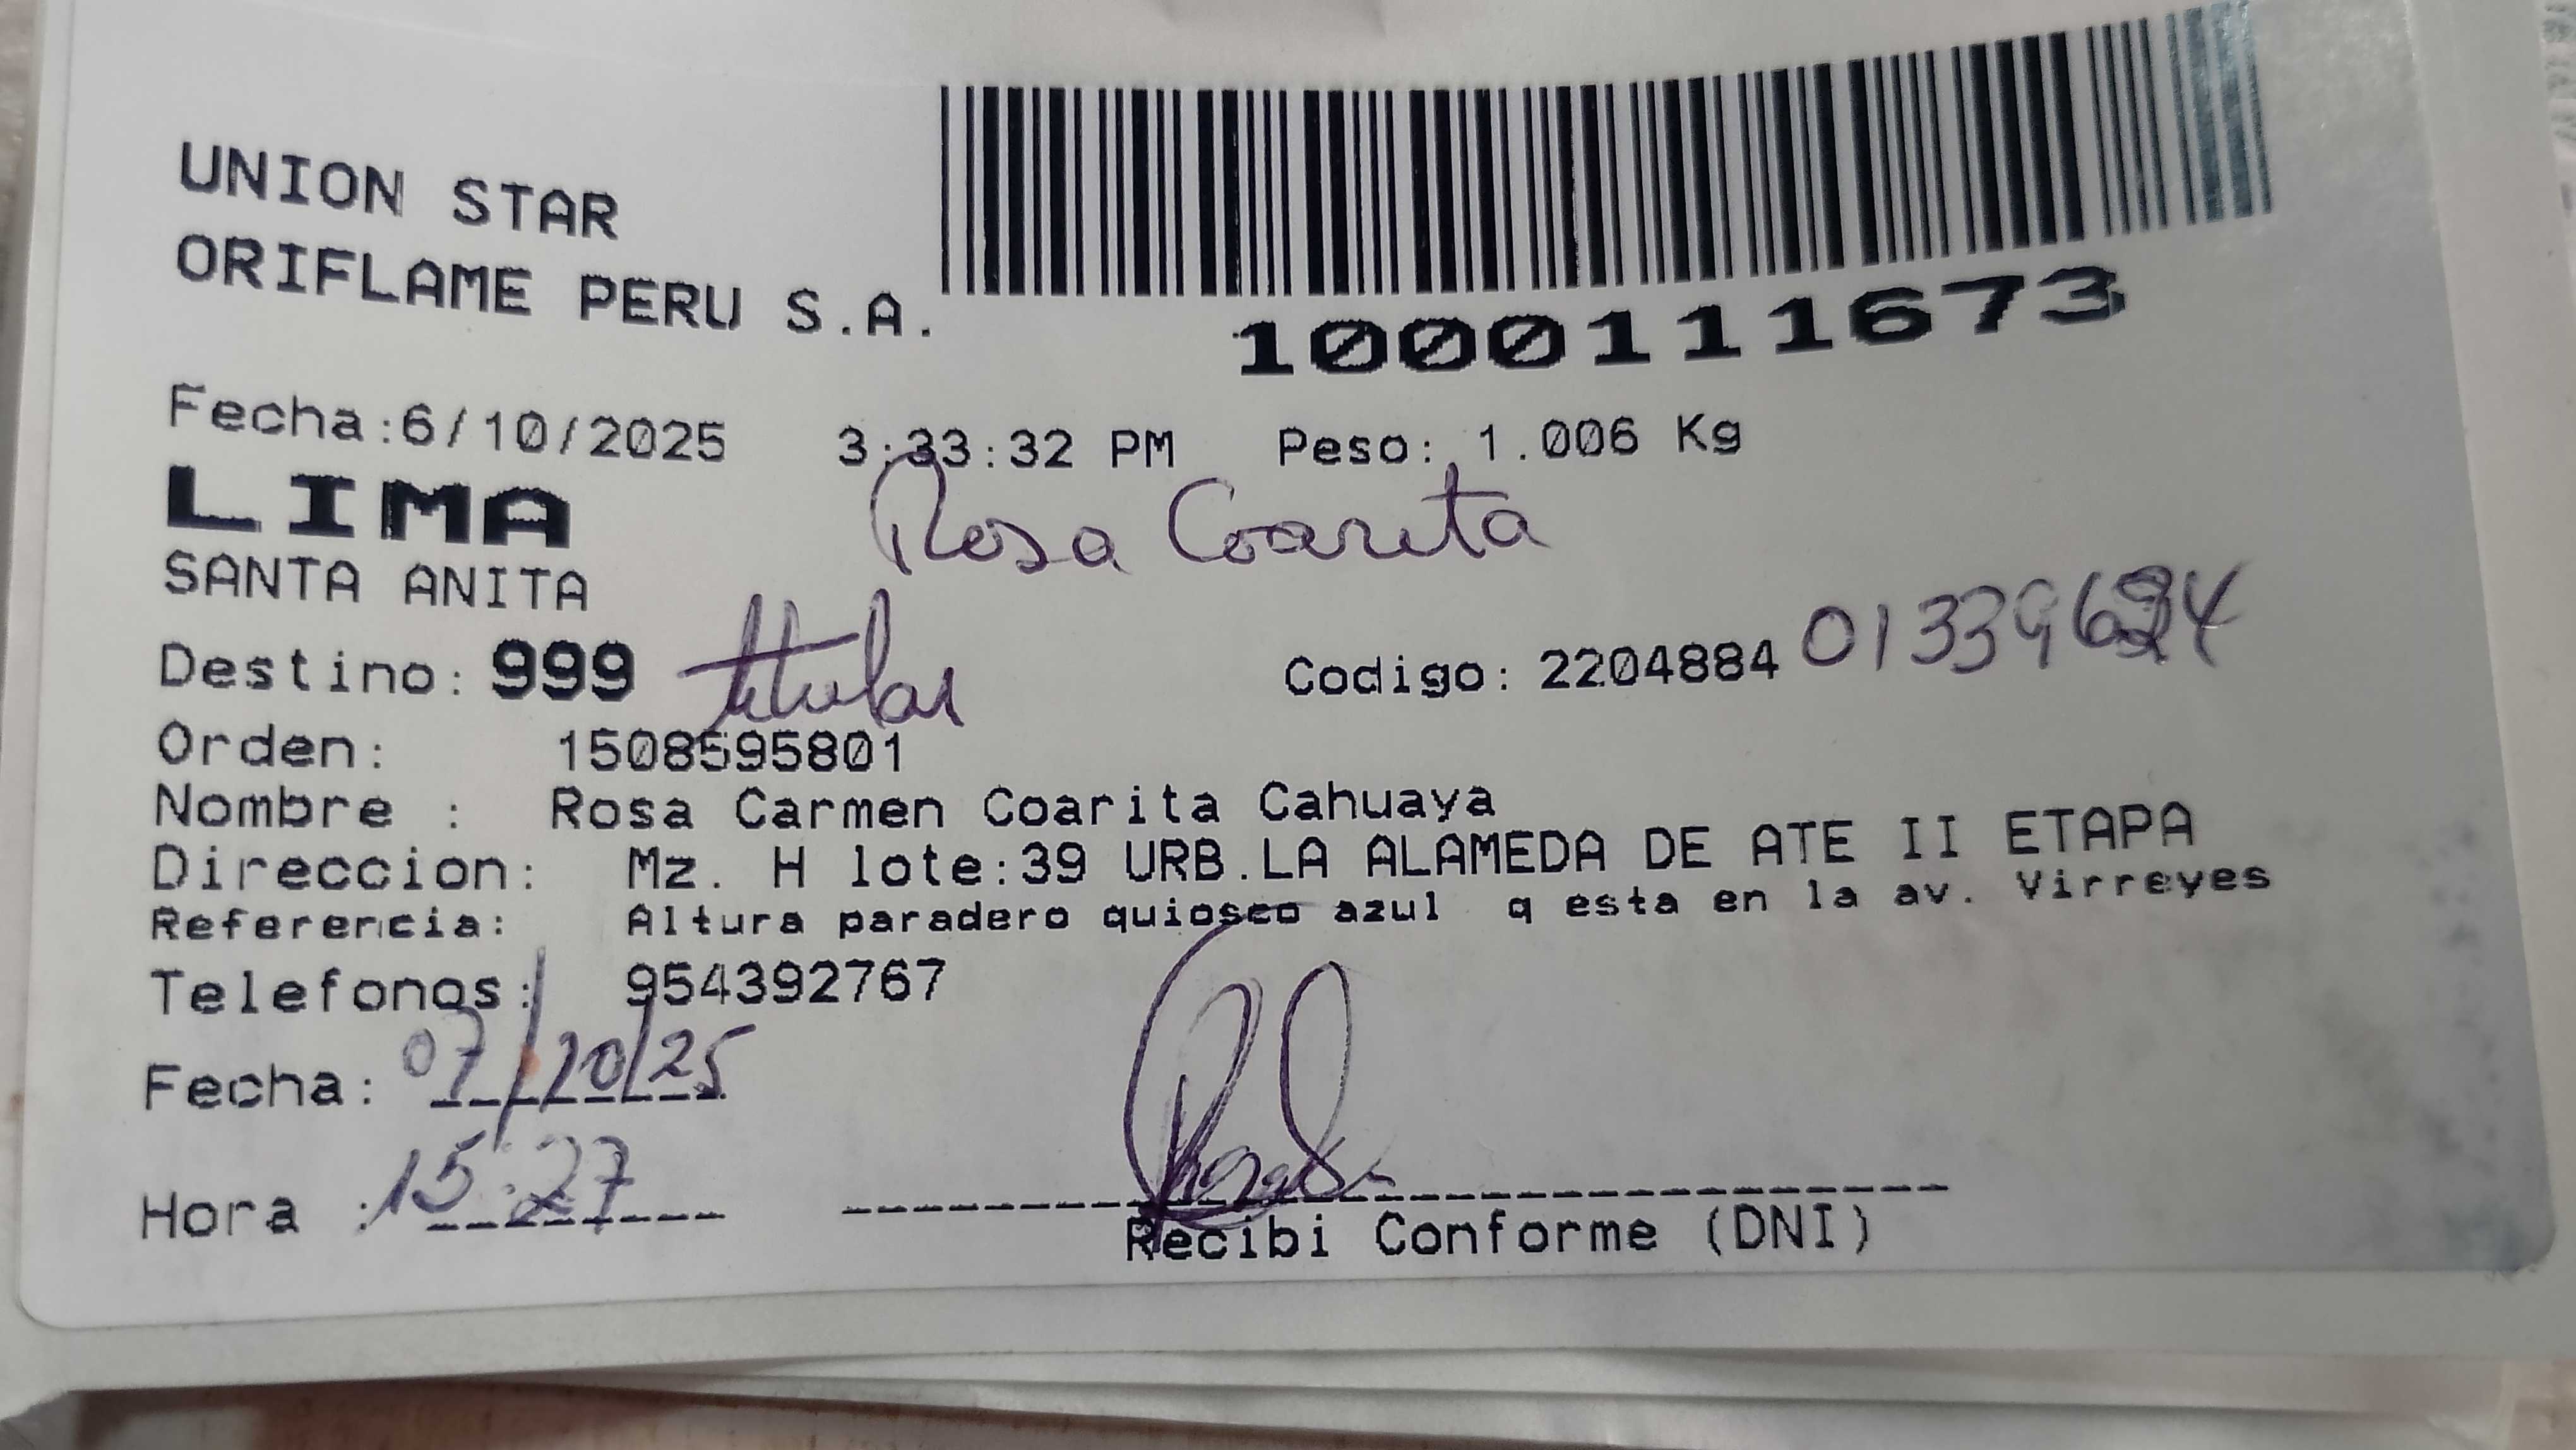 UNION STAR
ORIFLAME PERU S.A.
1000111673
Fecha:6/10/2025 3:33:32 PM Peso: 1.006 Kg
LIMA
Rosa Coarita
SANTA ANITA
Destino: 999 titular Codigo: 2204884
Orden: 1508595801
Nombre : Rosa Carmen Coarita Cahuaya
Direccion: Mz. H lote:39 URB.LA ALAMEDA DE ATE II ETAPA
Referencia: Altura paradero quiosco azul q esta en la av. Virreyes
Telefonos: 954392767
Fecha: 07/10/25
Hora : 15:27
Recibi Conforme (DNI)